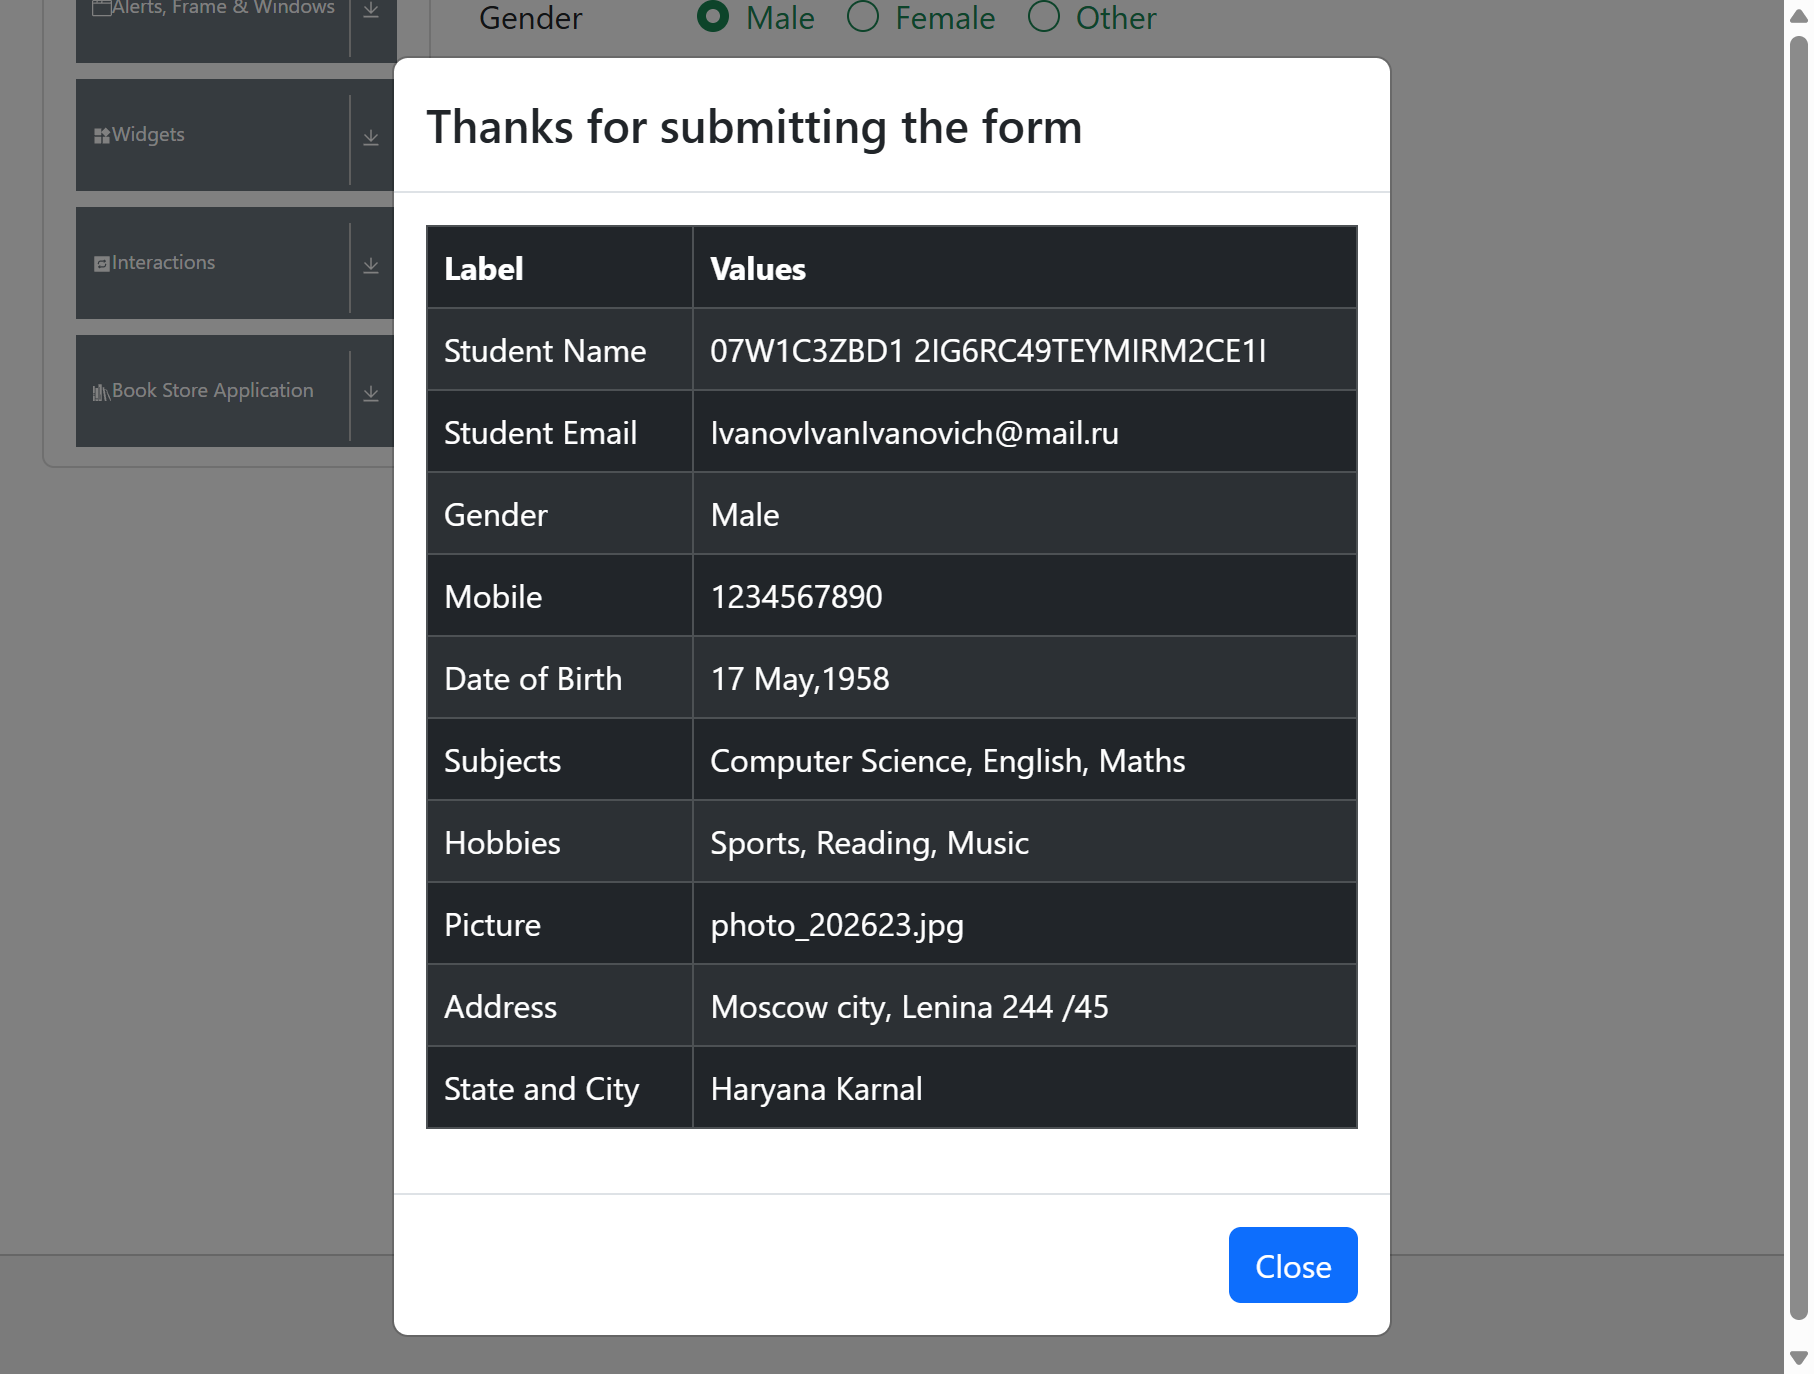 Alerts, Frame & Windows
Gender Male Female Other
Widgets
Interactions
Book Store Application
Thanks for submitting the form
Label Values
Student Name 07W1C3ZBD1 2IG6RC49TEYMIRM2CE1I
Student Email IvanovIvanIvanovich@mail.ru
Gender Male
Mobile 1234567890
Date of Birth 17 May,1958
Subjects Computer Science, English, Maths
Hobbies Sports, Reading, Music
Picture photo_202623.jpg
Address Moscow city, Lenina 244 /45
State and City Haryana Karnal
Close